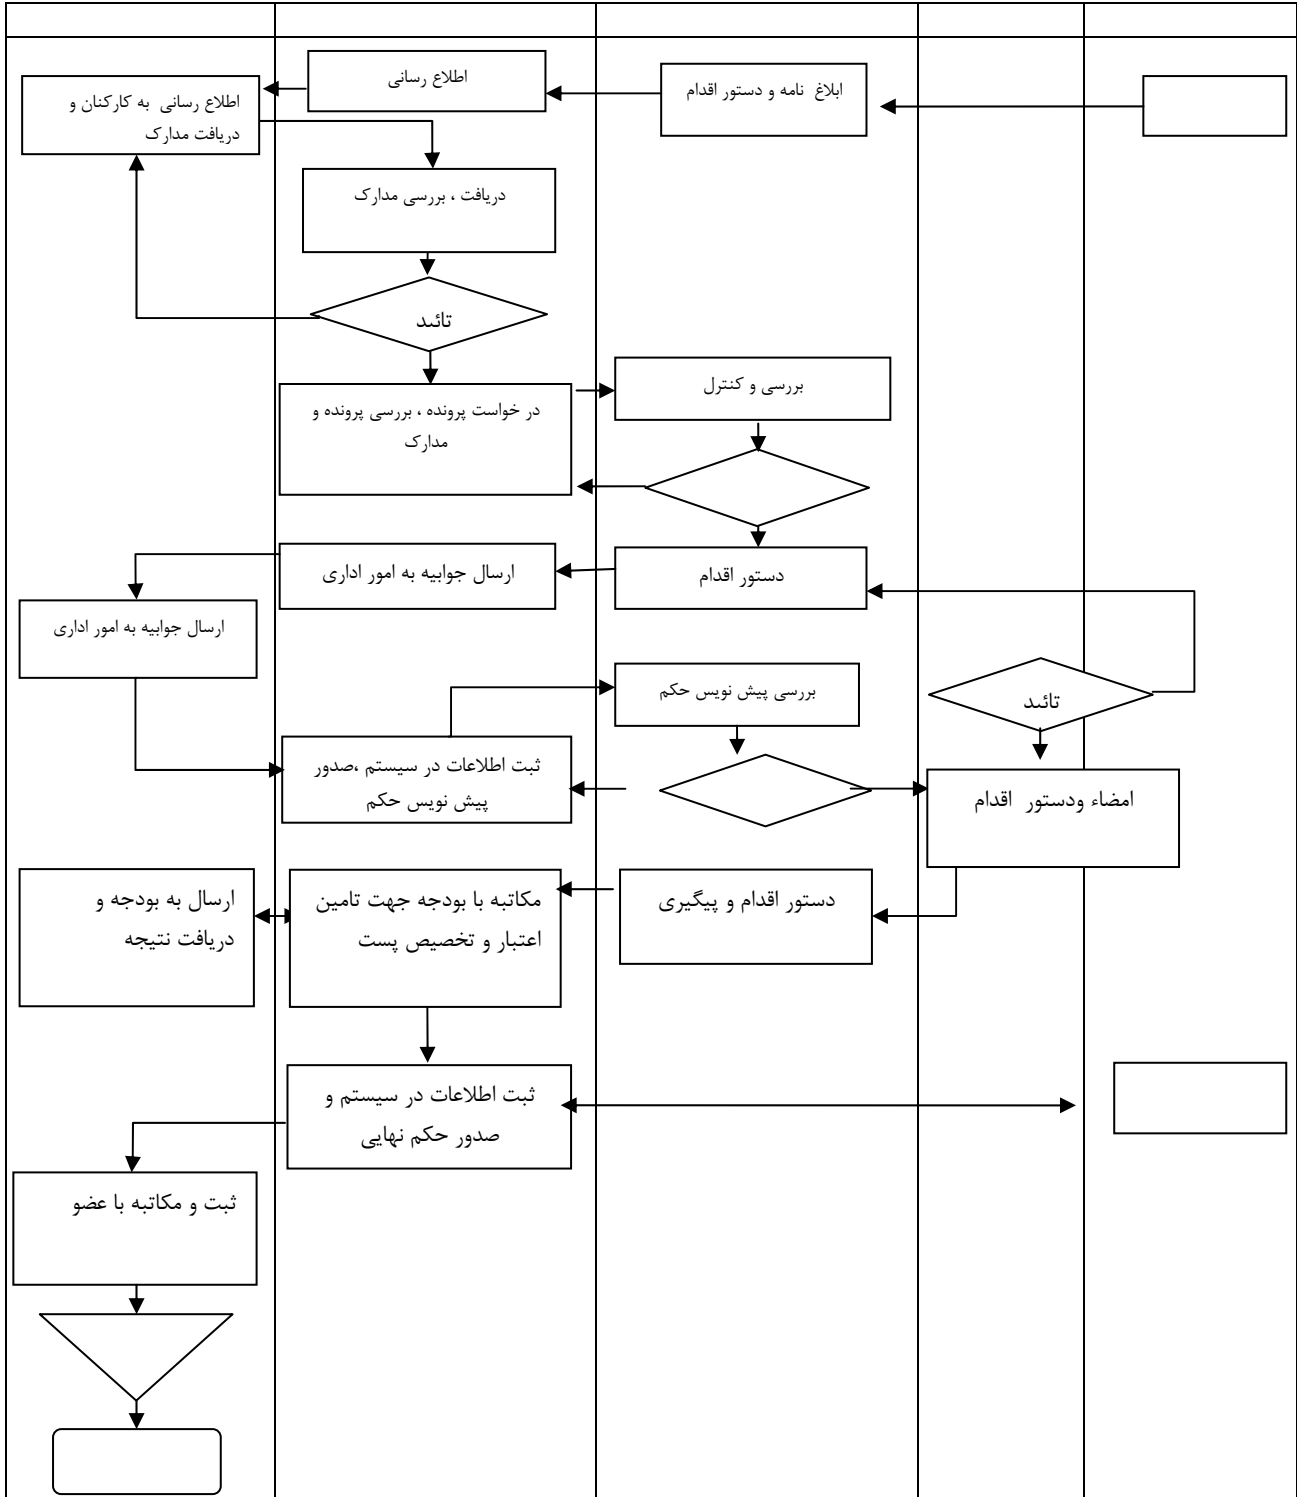 ابلاغ نامه و دستور اقدام
اطلاع رسانی
اطلاع رسانی به کارکنان و
دریافت مدارک
دریافت ، بررسی مدارک
تائید
در خواست پرونده ، بررسی پرونده و
مدارک
بررسی و کنترل
دستور اقدام
ارسال جوابیه به امور اداری
ارسال جوابیه به امور اداری
ثبت اطلاعات در سیستم ،صدور
پیش نویس حکم
بررسی پیش نویس حکم
تائید
امضاء ودستور اقدام
دستور اقدام و پیگیری
مکاتبه با بودجه جهت تامین
اعتبار و تخصیص پست
ارسال به بودجه و
دریافت نتیجه
ثبت اطلاعات در سیستم و
صدور حکم نهایی
ثبت و مکاتبه با عضو